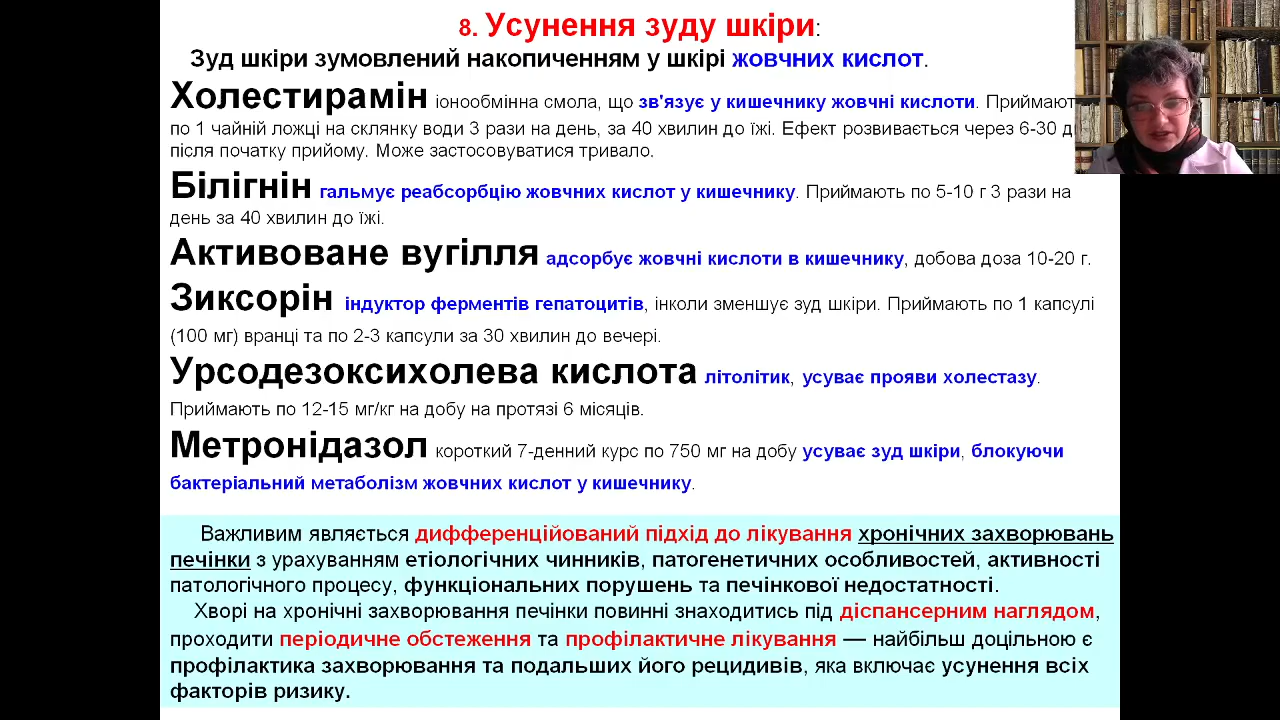 8. Усунення зуду шкіри:
Зуд шкіри зумовлений накопиченням у шкірі жовчних кислот.
Холестирамін іонообмінна смола, що зв'язує у кишечнику жовчні кислоти. Приймают
по 1 чайній ложці на склянку води 3 рази на день, за 40 хвилин до їжі. Ефект розвивається через 6-30 д
після початку прийому. Може застосовуватися тривало.
Білігнін гальмує реабсорбцію жовчних кислот у кишечнику. Приймають по 5-10 г 3 рази на
день за 40 хвилин до їжі.
Активоване вугілля адсорбує жовчні кислоти в кишечнику, добова доза 10-20 г.
Зиксорін індуктор ферментів гепатоцитів, інколи зменшує зуд шкіри. Приймають по 1 капсулі
(100 мг) вранці та по 2-3 капсули за 30 хвилин до вечері.
Урсодезоксихолева кислота літолітик, усуває прояви холестазу.
Приймають по 12-15 мг/кг на добу на протязі 6 місяців.
Метронідазол короткий 7-денний курс по 750 мг на добу усуває зуд шкіри, блокуючи
бактеріальний метаболізм жовчних кислот у кишечнику.
Важливим являється дифференційований підхід до лікування хронічних захворювань
печінки з урахуванням етіологічних чинників, патогенетичних особливостей, активності
патологічного процесу, функціональних порушень та печінкової недостатності.
Хворі на хронічні захворювання печінки повинні знаходитись під діспансерним наглядом,
проходити періодичне обстеження та профілактичне лікування — найбільш доцільною є
профілактика захворювання та подальших його рецидивів, яка включає усунення всіх
факторів ризику.